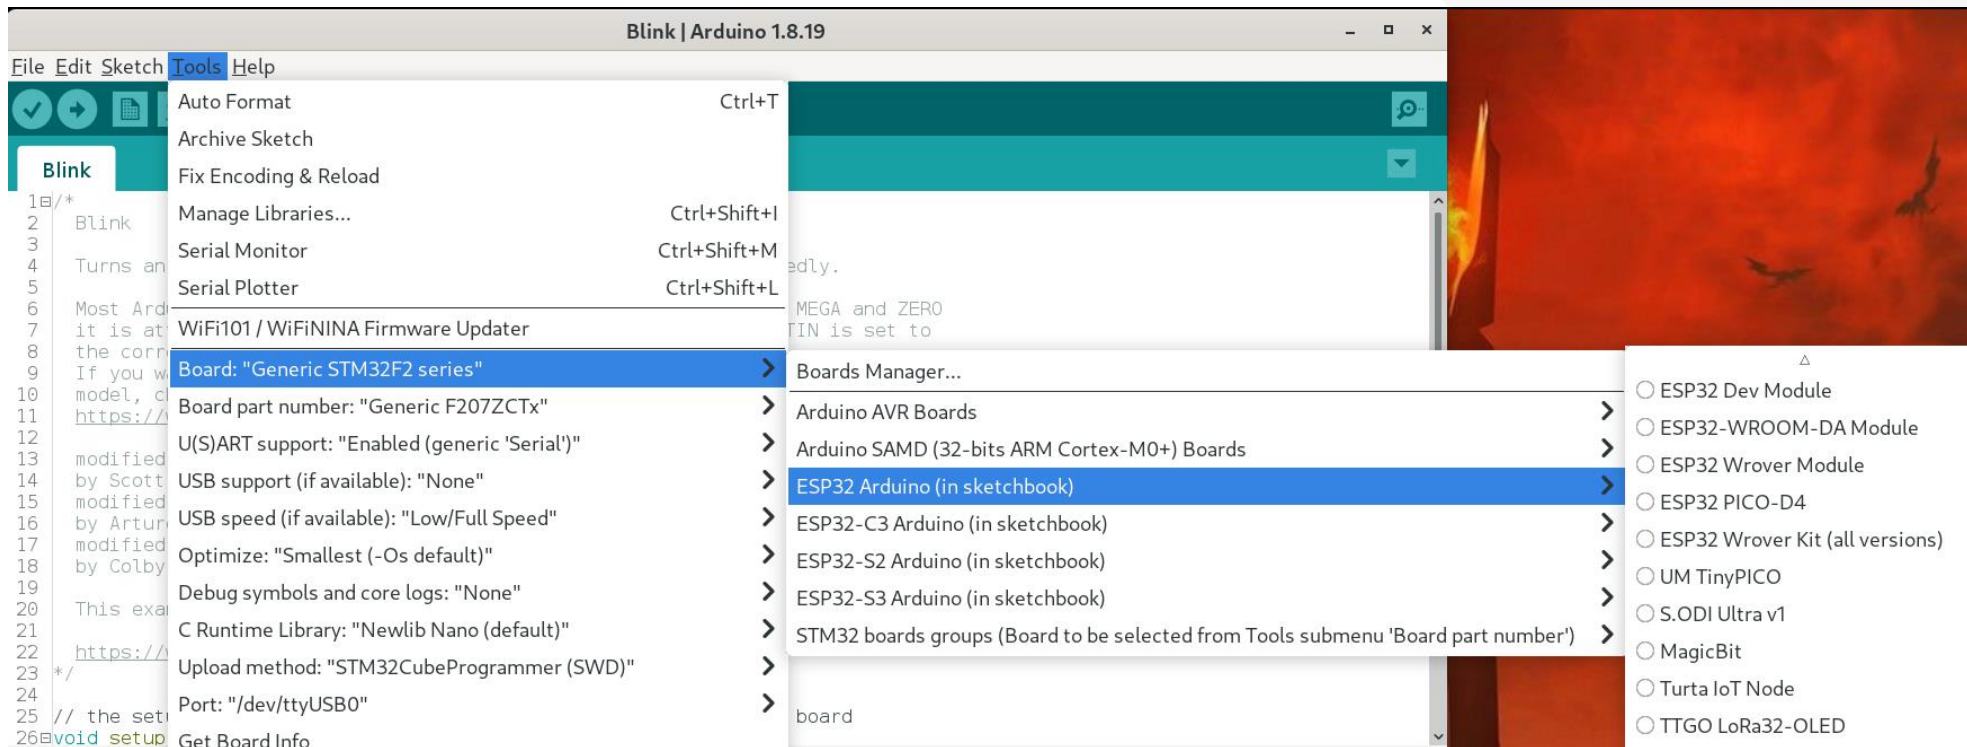 Blink | Arduino 1.8.19
File Edit Sketch Tools Help
Auto Format Ctrl+T
Archive Sketch
Fix Encoding & Reload
Manage Libraries... Ctrl+Shift+I
Serial Monitor Ctrl+Shift+M
Serial Plotter Ctrl+Shift+L
WiFi101 / WiFiNINA Firmware Updater
Board: "Generic STM32F2 series"
Board part number: "Generic F207ZCTx"
U(S)ART support: "Enabled (generic 'Serial')"
USB support (if available): "None"
USB speed (if available): "Low/Full Speed"
Optimize: "Smallest (-Os default)"
Debug symbols and core logs: "None"
C Runtime Library: "Newlib Nano (default)"
Upload method: "STM32CubeProgrammer (SWD)"
Port: "/dev/ttyUSB0"
Get Board Info
Boards Manager...
Arduino AVR Boards
Arduino SAMD (32-bits ARM Cortex-M0+) Boards
ESP32 Arduino (in sketchbook)
ESP32-C3 Arduino (in sketchbook)
ESP32-S2 Arduino (in sketchbook)
ESP32-S3 Arduino (in sketchbook)
STM32 boards groups (Board to be selected from Tools submenu 'Board part number')
ESP32 Dev Module
ESP32-WROOM-DA Module
ESP32 Wrover Module
ESP32 PICO-D4
ESP32 Wrover Kit (all versions)
UM TinyPICO
S.ODI Ultra v1
MagicBit
Turta IoT Node
TTGO LoRa32-OLED
Blink
1 /*
2 Blink
3
4 Turns an edly.
5
6 Most Ard MEGA and ZERO
7 it is at TIN is set to
8 the corr
9 If you w
10 model, c
11 https://
12
13 modified
14 by Scott
15 modified
16 by Artur
17 modified
18 by Colby
19
20 This exa
21
22 https://
23 */
24
25 // the set board
26 void setup